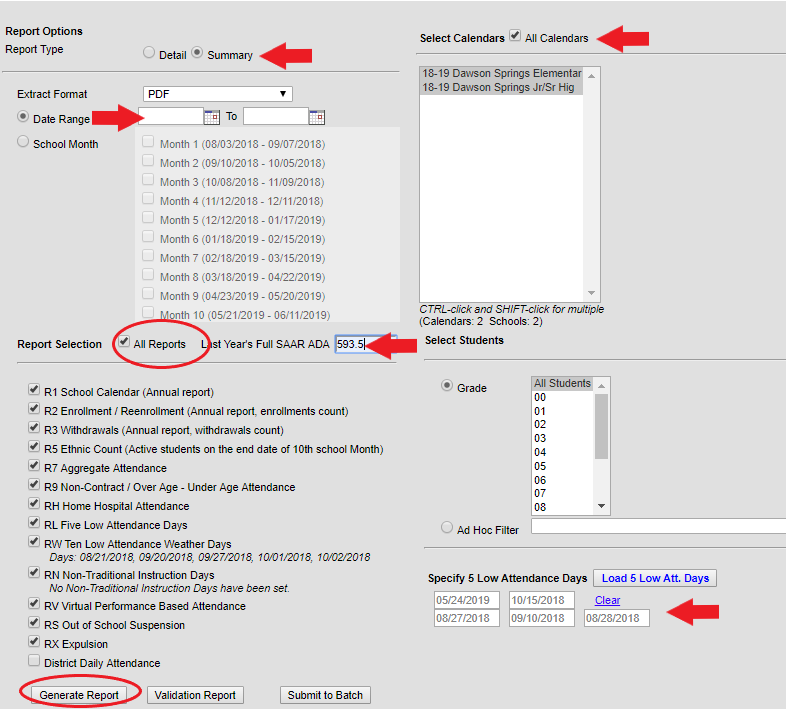 Report Options
Report Type
Detail Summary
Extract Format PDF
Date Range To
School Month
Month 1 (08/03/2018 - 09/07/2018)
Month 2 (09/10/2018 - 10/05/2018)
Month 3 (10/08/2018 - 11/09/2018)
Month 4 (11/12/2018 - 12/11/2018)
Month 5 (12/12/2018 - 01/17/2019)
Month 6 (01/18/2019 - 02/15/2019)
Month 7 (02/18/2019 - 03/15/2019)
Month 8 (03/18/2019 - 04/22/2019)
Month 9 (04/23/2019 - 05/20/2019)
Month 10 (05/21/2019 - 06/11/2019)
Report Selection All Reports Last Year's Full SAAR ADA 593.5
R1 School Calendar (Annual report)
R2 Enrollment / Reenrollment (Annual report, enrollments count)
R3 Withdrawals (Annual report, withdrawals count)
R5 Ethnic Count (Active students on the end date of 10th school Month)
R7 Aggregate Attendance
R9 Non-Contract / Over Age - Under Age Attendance
RH Home Hospital Attendance
RL Five Low Attendance Days
RW Ten Low Attendance Weather Days
Days: 08/21/2018, 09/20/2018, 09/27/2018, 10/01/2018, 10/02/2018
RN Non-Traditional Instruction Days
No Non-Traditional Instruction Days have been set.
RV Virtual Performance Based Attendance
RS Out of School Suspension
RX Expulsion
District Daily Attendance
Generate Report Validation Report Submit to Batch
Select Calendars All Calendars
18-19 Dawson Springs Elementar
18-19 Dawson Springs Jr/Sr Hig
CTRL-click and SHIFT-click for multiple
(Calendars: 2 Schools: 2)
Select Students
Grade
All Students
00
01
02
03
04
05
06
07
08
Ad Hoc Filter
Specify 5 Low Attendance Days Load 5 Low Att. Days
05/24/2019 10/15/2018 Clear
08/27/2018 09/10/2018 08/28/2018